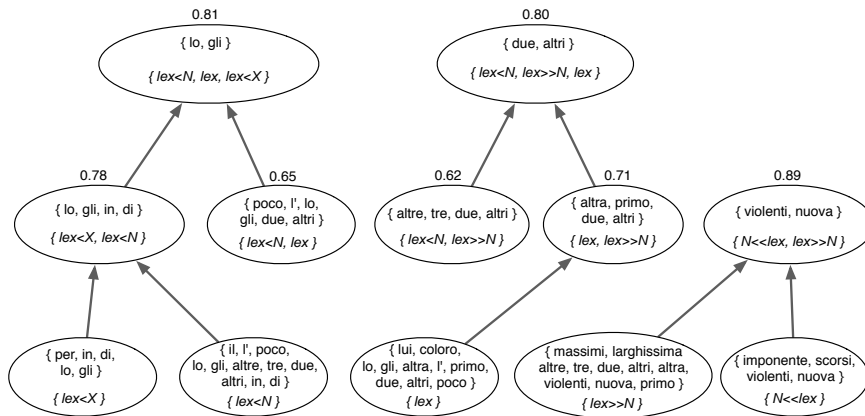 0.81
{ lo, gli }
{ lex<N, lex, lex<X }
0.80
{ due, altri }
{ lex<N, lex>>N, lex }
0.78
{ lo, gli, in, di }
{ lex<X, lex<N }
0.65
{ poco, l', lo,
gli, due, altri }
{ lex<N, lex }
0.62
{ altre, tre, due, altri }
{ lex<N, lex>>N }
0.71
{ altra, primo,
due, altri }
{ lex, lex>>N }
0.89
{ violenti, nuova }
{ N<<lex, lex>>N }
{ per, in, di,
lo, gli }
{ lex<X }
{ il, l', poco,
lo, gli, altre, tre, due,
altri, in, di }
{ lex<N }
{ lui, coloro,
lo, gli, altra, l', primo,
due, altri, poco }
{ lex }
{ massimi, larghissima
altre, tre, due, altri, altra,
violenti, nuova, primo }
{ lex>>N }
{ imponente, scorsi,
violenti, nuova }
{ N<<lex }